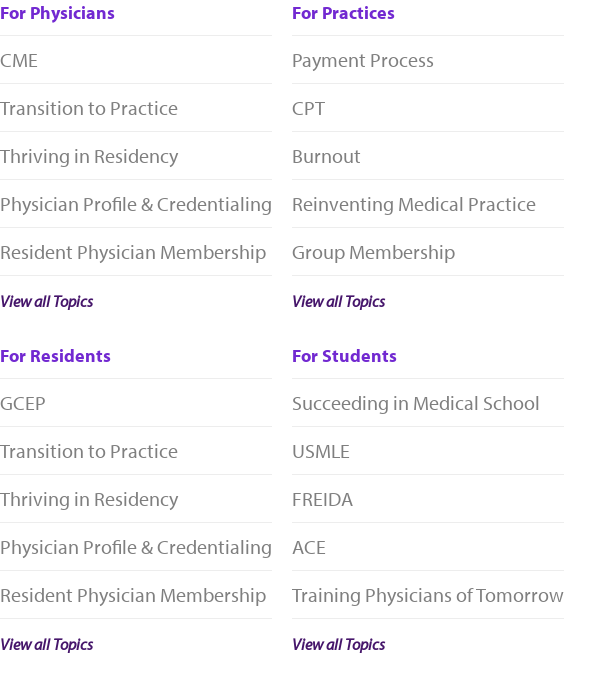 For Physicians
CME
Transition to Practice
Thriving in Residency
Physician Profile & Credentialing
Resident Physician Membership
View all Topics
For Practices
Payment Process
CPT
Burnout
Reinventing Medical Practice
Group Membership
View all Topics
For Residents
GCEP
Transition to Practice
Thriving in Residency
Physician Profile & Credentialing
Resident Physician Membership
View all Topics
For Students
Succeeding in Medical School
USMLE
FREIDA
ACE
Training Physicians of Tomorrow
View all Topics